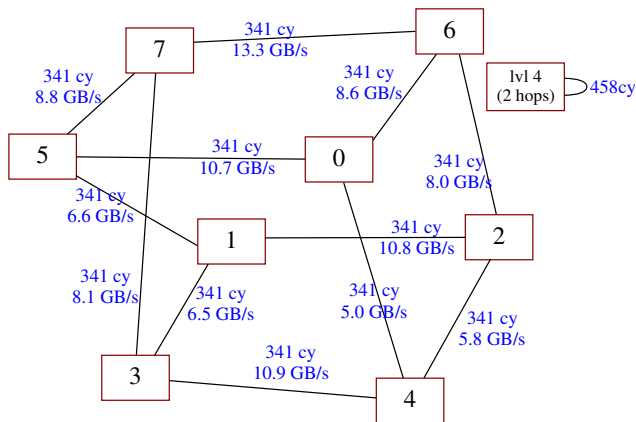 341 cy
13.3 GB/s
6
7
341 cy
8.8 GB/s
341 cy
8.6 GB/s
lvl 4
(2 hops)
458cy
5
341 cy
10.7 GB/s
0
341 cy
8.0 GB/s
341 cy
6.6 GB/s
1
341 cy
10.8 GB/s
2
341 cy
8.1 GB/s
341 cy
6.5 GB/s
341 cy
5.0 GB/s
341 cy
5.8 GB/s
3
341 cy
10.9 GB/s
4